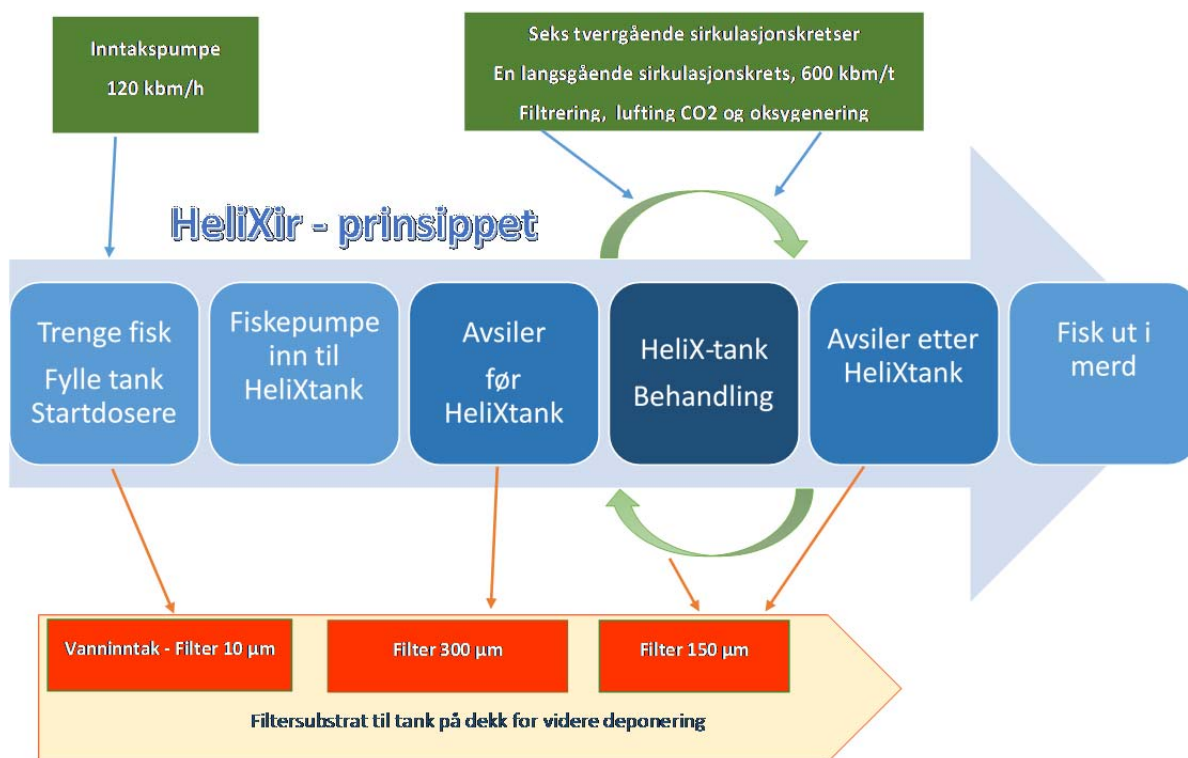 Inntakspumpe
120 kbm/h
Seks tverrgående sirkulasjonskretser
En langsgående sirkulasjonskrets, 600 kbm/t
Filtrering, lufting CO2 og oksygenering
HeliXir - prinsippet
Trenge fisk
Fylle tank
Startdosere
Fiskepumpe
inn til
HeliXtank
Avsiler
før
HeliXtank
HeliX-tank
Behandling
Avsiler etter
HeliXtank
Fisk ut i
merd
Vanninntak - Filter 10 µm
Filter 300 µm
Filter 150 µm
Filtersubstrat til tank på dekk for videre deponering